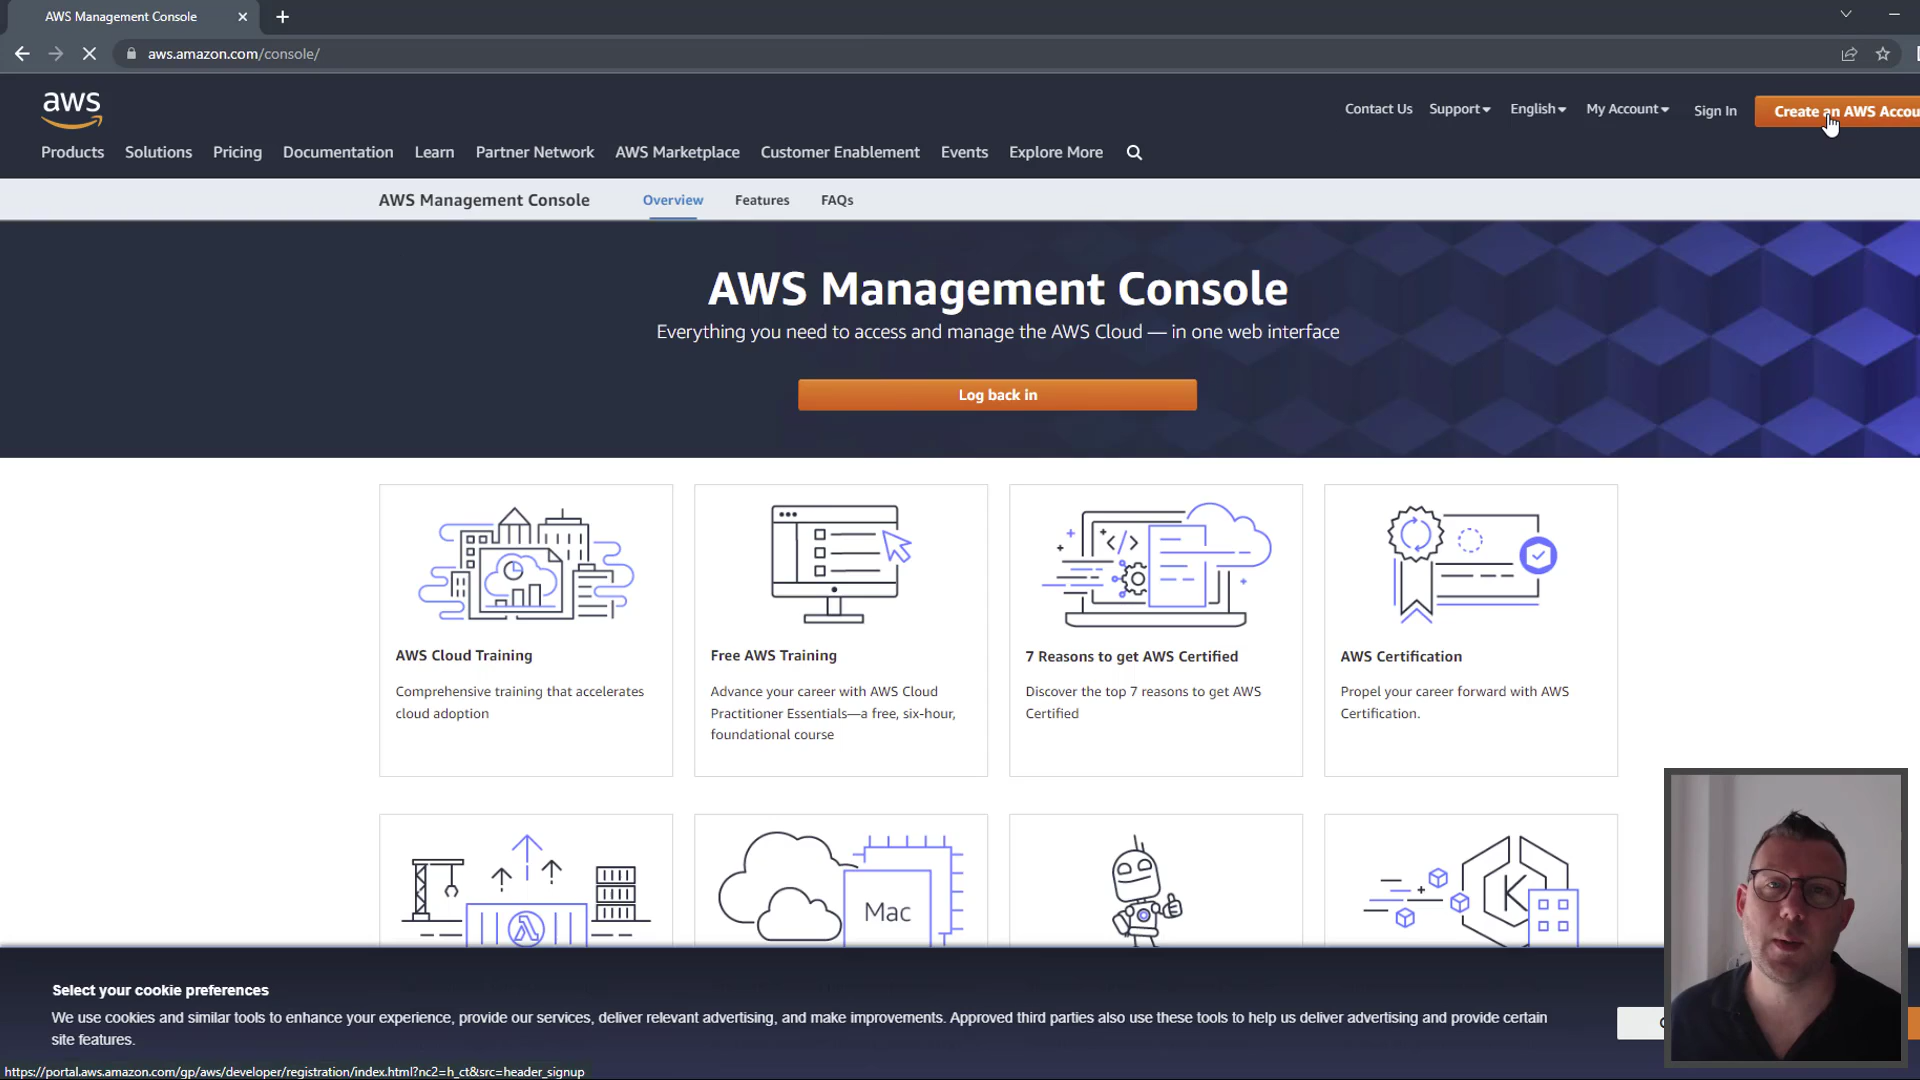 AWS Management Console
aws.amazon.com/console/
aws
Contact Us
Support
English
My Account
Sign In
Create an AWS
Products
Solutions
Pricing
Documentation
Learn
Partner Network
AWS Marketplace
Customer Enablement
Events
Explore More
AWS Management Console
Overview
Features
FAQs
AWS Management Console
Everything you need to access and manage the AWS Cloud — in one web interface
Log back in
AWS Cloud Training
Comprehensive training that accelerates
cloud adoption
Free AWS Training
Advance your career with AWS Cloud
Practitioner Essentials—a free, six-hour,
foundational course
7 Reasons to get AWS Certified
Discover the top 7 reasons to get AWS
Certified
AWS Certification
Propel your career forward with AWS
Certification.
Mac
K
Select your cookie preferences
We use cookies and similar tools to enhance your experience, provide our services, deliver relevant advertising, and make improvements. Approved third parties also use these tools to help us deliver advertising and provide certain
site features.
https://portal.aws.amazon.com/gp/aws/developer/registration/index.html?nc2=h_ct&src=header_signup